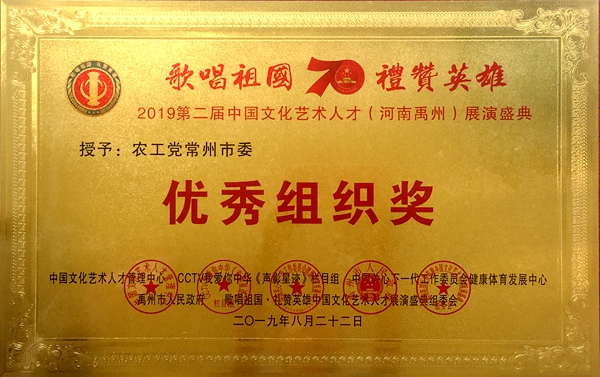 歌唱祖國 70 禮贊英雄
2019第二届中国文化艺术人才（河南禹州）展演盛典
授予：农工党常州市委
优秀组织奖
中国文化艺术人才管理中心 CCTV我爱你中华《声影星迹》栏目组 中国关心下一代工作委员会健康体育发展中心
禹州市人民政府 歌唱祖国·礼赞英雄中国文化艺术人才展演盛典组委会
二〇一九年八月二十二日